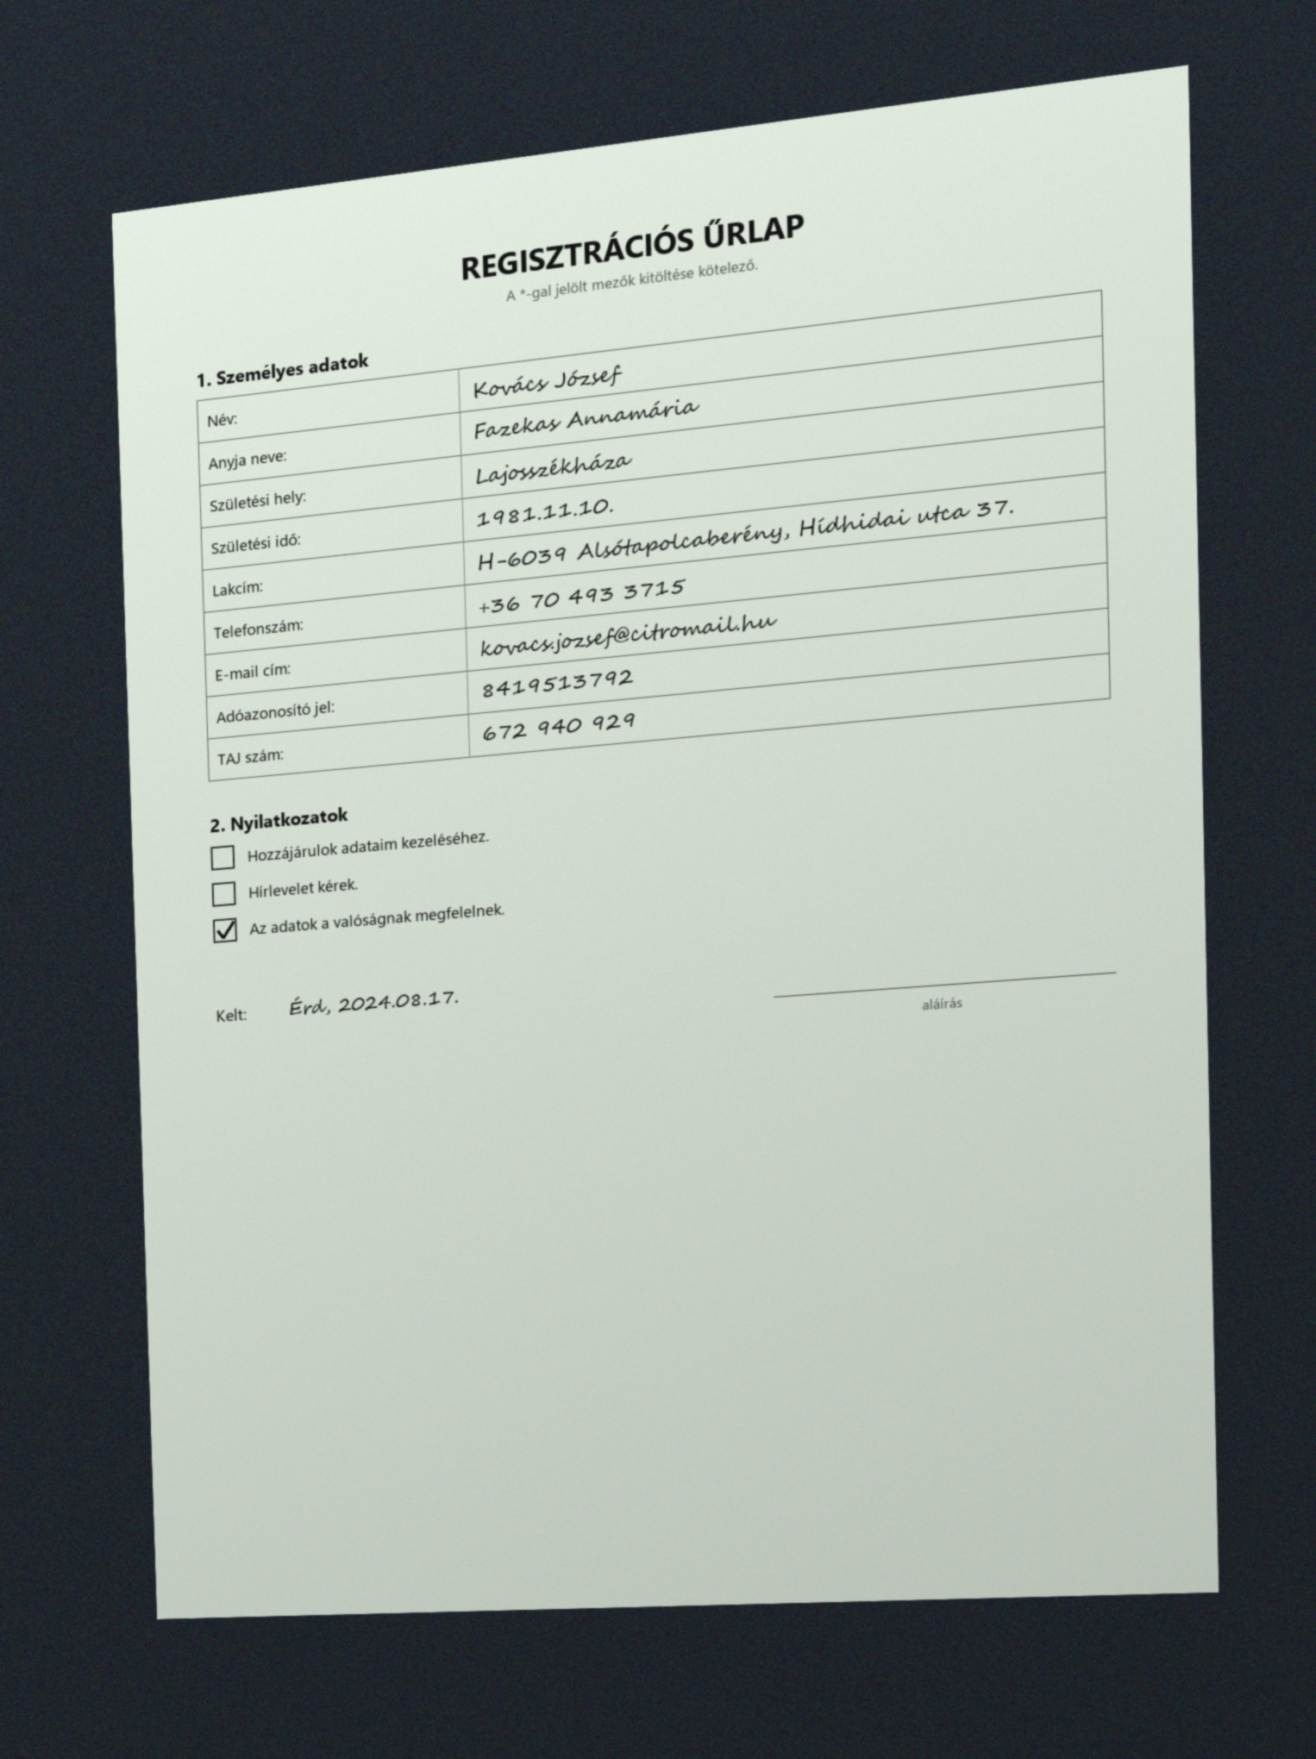 REGISZTRÁCIÓS ŰRLAP
A *-gal jelölt mezők kitöltése kötelező.
1. Személyes adatok
Név: Kovács József
Anyja neve: Fazekas Annamária
Születési hely: Lajosszékháza
Születési idő: 1981.11.10.
Lakcím: H-6039 Alsótapolcaberény, Hídhidai utca 37.
Telefonszám: +36 70 493 3715
E-mail cím: kovacs.jozsef@citromail.hu
Adóazonosító jel: 8419513792
TAJ szám: 672 940 929
2. Nyilatkozatok
Hozzájárulok adataim kezeléséhez.
Hírlevelet kérek.
Az adatok a valóságnak megfelelnek.
Kelt: Érd, 2024.08.17.
aláírás